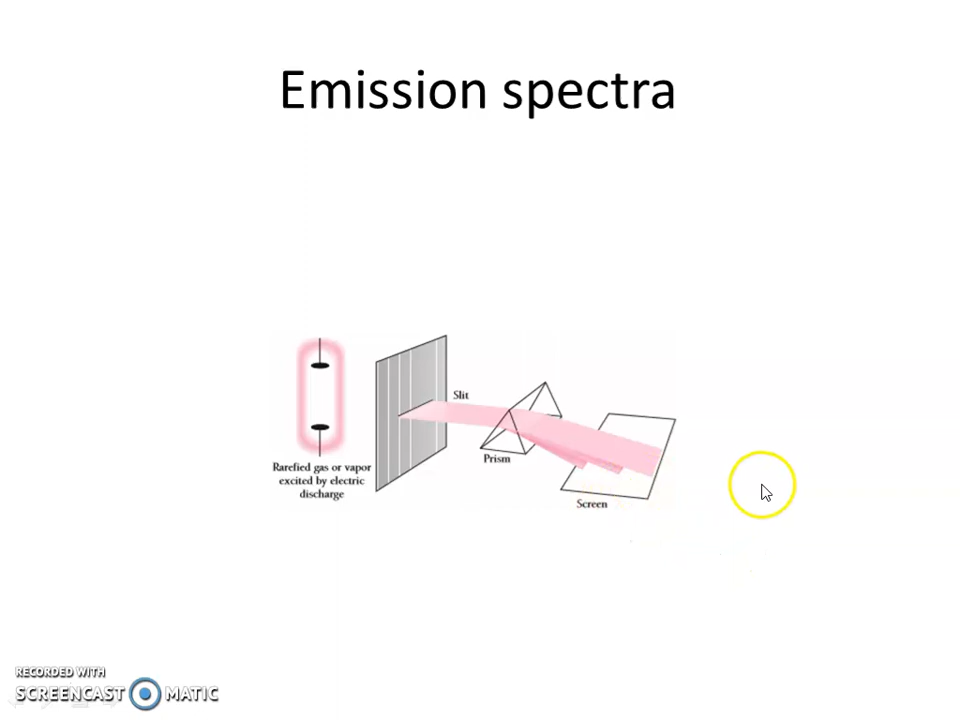 Emission spectra
Slit
Prism
Rarefied gas or vapor
excited by electric
discharge
Screen
RECORDED WITH
SCREENCAST MATIC